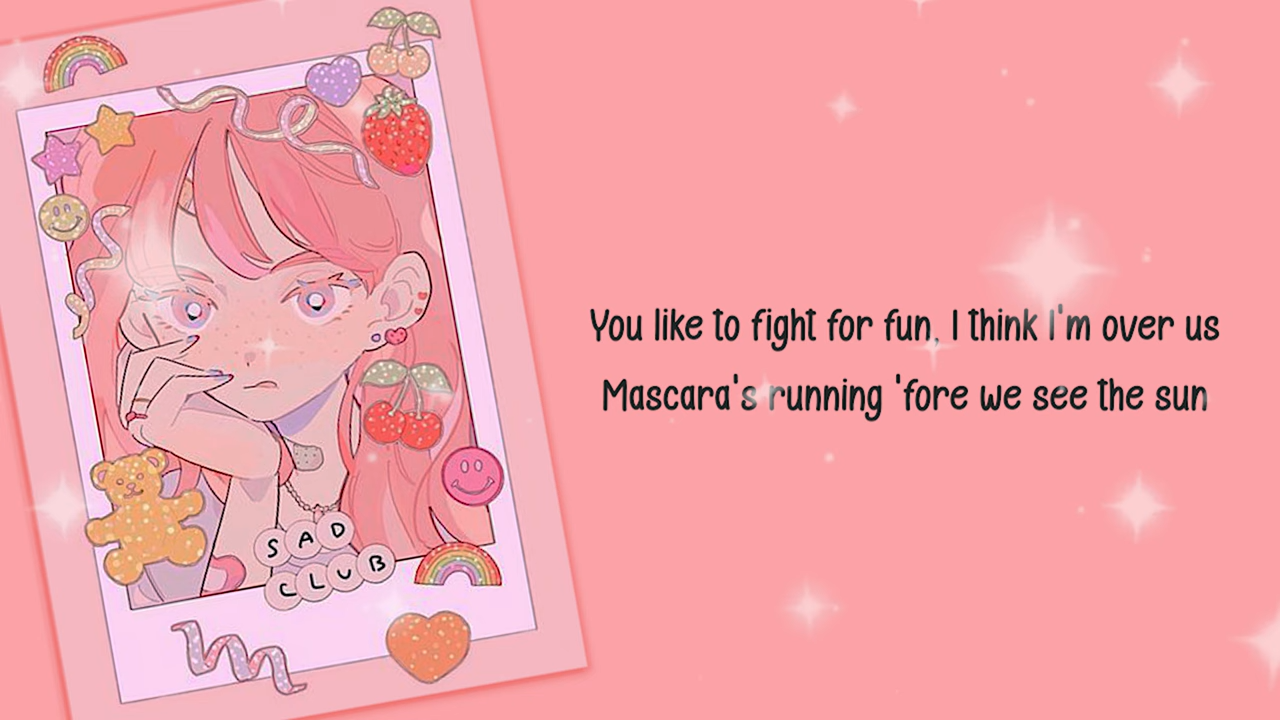 SAD
CLUB
You like to fight for fun, I think I'm over us
Mascara's running 'fore we see the sun